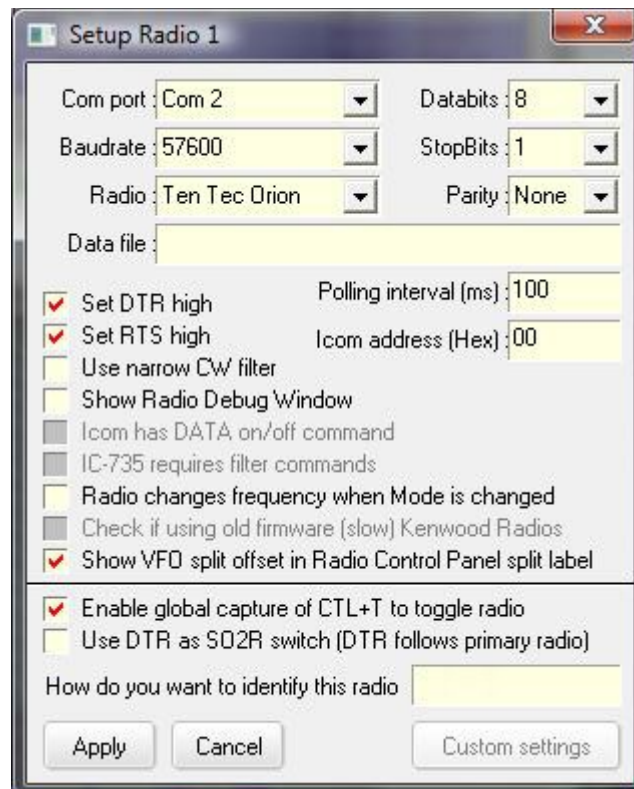 Setup Radio 1
Com port : Com 2 Databits : 8
Baudrate : 57600 StopBits : 1
Radio : Ten Tec Orion Parity : None
Data file :
Set DTR high Polling interval (ms) : 100
Set RTS high Icom address (Hex) : 00
Use narrow CW filter
Show Radio Debug Window
Icom has DATA on/off command
IC-735 requires filter commands
Radio changes frequency when Mode is changed
Check if using old firmware (slow) Kenwood Radios
Show VFO split offset in Radio Control Panel split label
Enable global capture of CTL+T to toggle radio
Use DTR as SO2R switch (DTR follows primary radio)
How do you want to identify this radio
Apply Cancel Custom settings